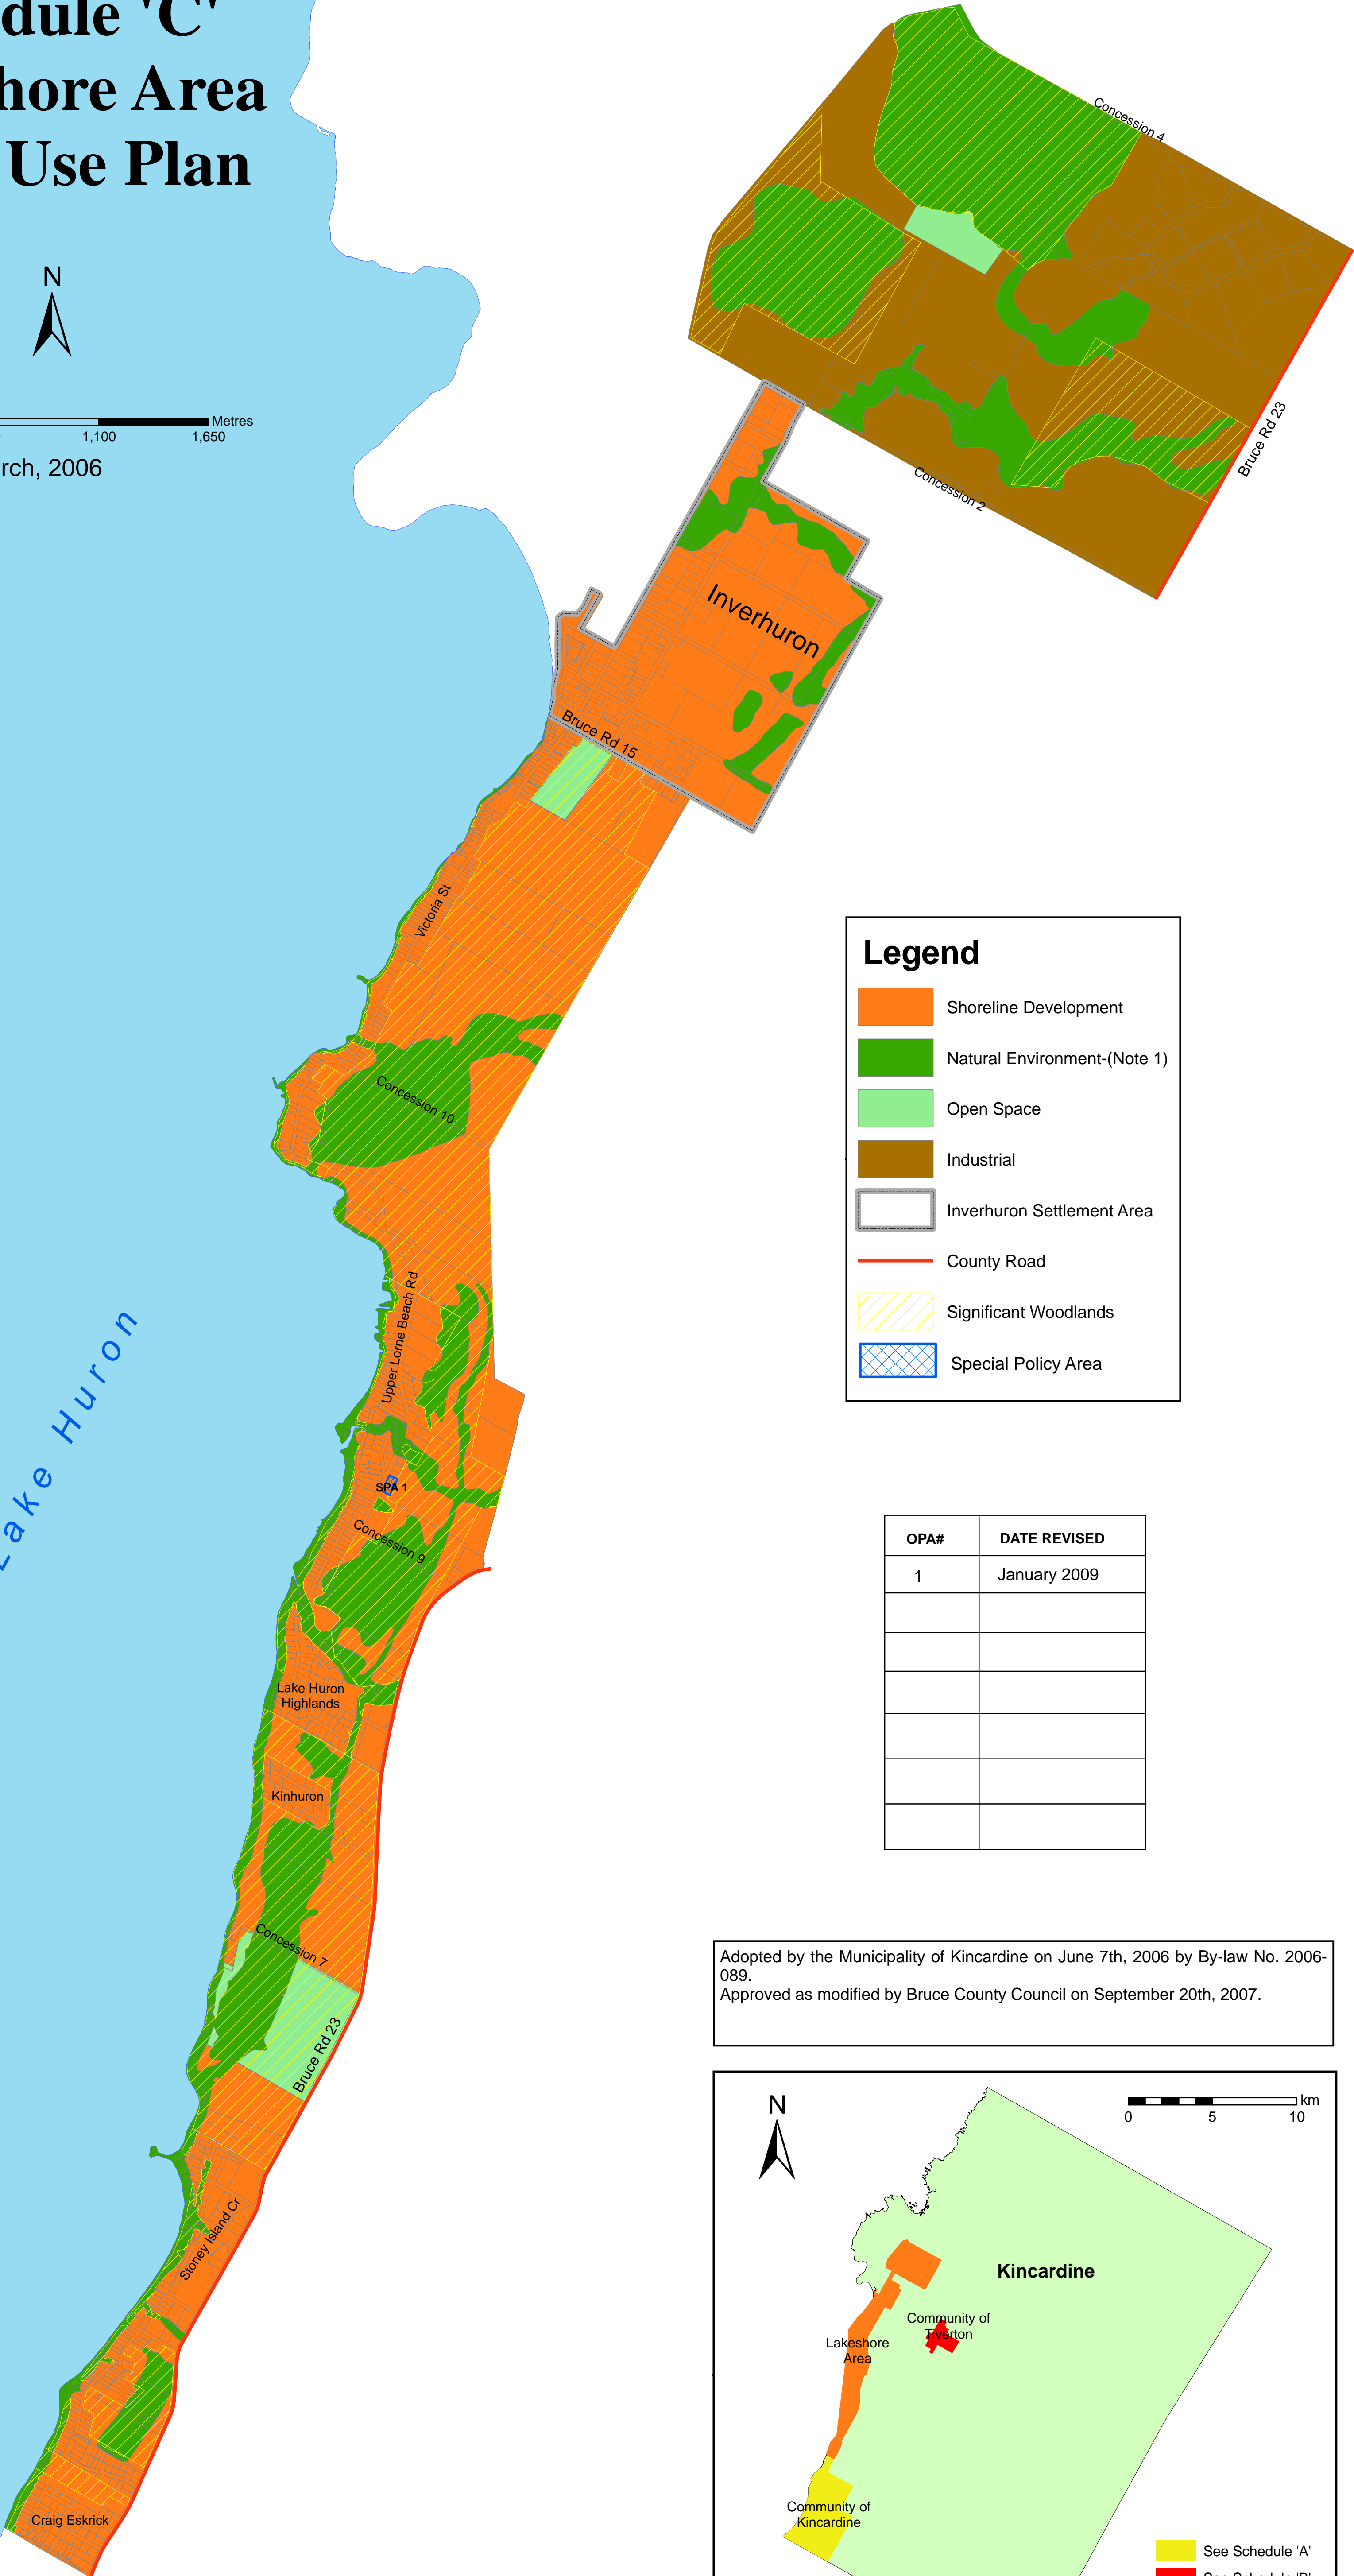 dule 'C'
hore Area
Use Plan
N
Metres
1,100
1,650
rch, 2006
Concession 4
Bruce Rd 23
Concession 2
Inverhuron
Bruce Rd 15
Victoria St
Concession 10
Upper Lorne Beach Rd
SPA 1
Concession 9
Lake Huron
Lake Huron
Highlands
Kinhuron
Concession 7
Bruce Rd 23
Stoney Island Cr
Craig Eskrick
Legend
Shoreline Development
Natural Environment-(Note 1)
Open Space
Industrial
Inverhuron Settlement Area
County Road
Significant Woodlands
Special Policy Area
OPA# DATE REVISED
1 January 2009
Adopted by the Municipality of Kincardine on June 7th, 2006 by By-law No. 2006-
089.
Approved as modified by Bruce County Council on September 20th, 2007.
N
km
0 5 10
Kincardine
Community of
Tiverton
Lakeshore
Area
Community of
Kincardine
See Schedule 'A'
See Schedule 'B'